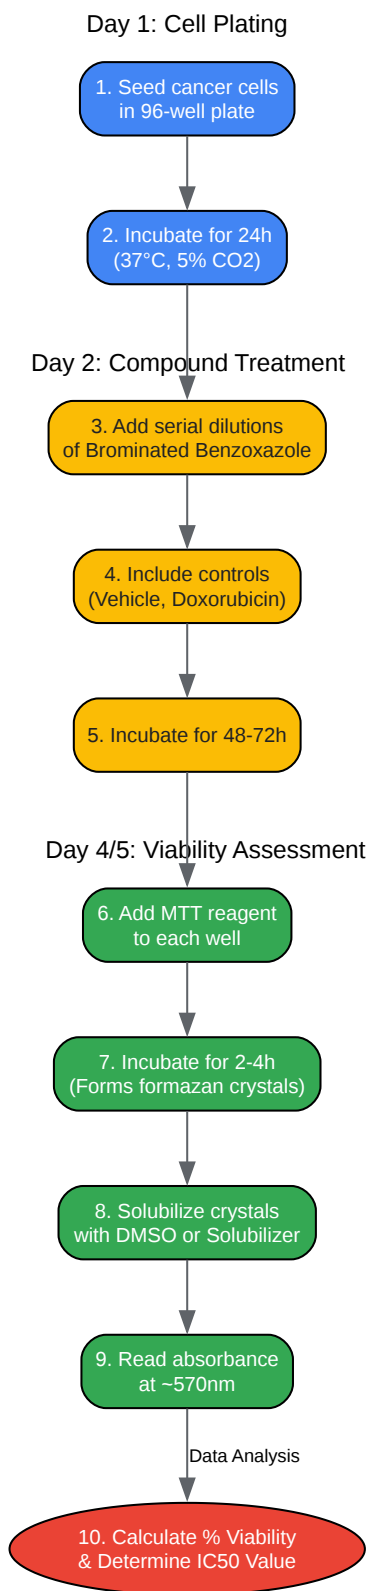 Day 1: Cell Plating
1. Seed cancer cells
in 96-well plate
2. Incubate for 24h
(37°C, 5% CO2)
Day 2: Compound Treatment
3. Add serial dilutions
of Brominated Benzoxazole
4. Include controls
(Vehicle, Doxorubicin)
5. Incubate for 48-72h
Day 4/5: Viability Assessment
6. Add MTT reagent
to each well
7. Incubate for 2-4h
(Forms formazan crystals)
8. Solubilize crystals
with DMSO or Solubilizer
9. Read absorbance
at ~570nm
Data Analysis
10. Calculate % Viability
& Determine IC50 Value